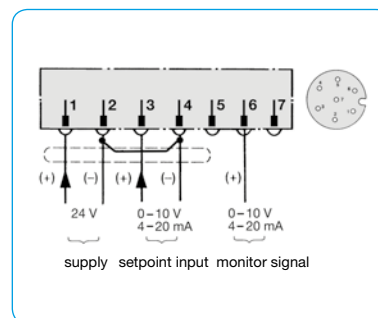 1 2 3 4 5 6 7
(+) (–) (+) (–) (+)
24 V 0–10 V 0–10 V
4–20 mA 4–20 mA
supply setpoint input monitor signal